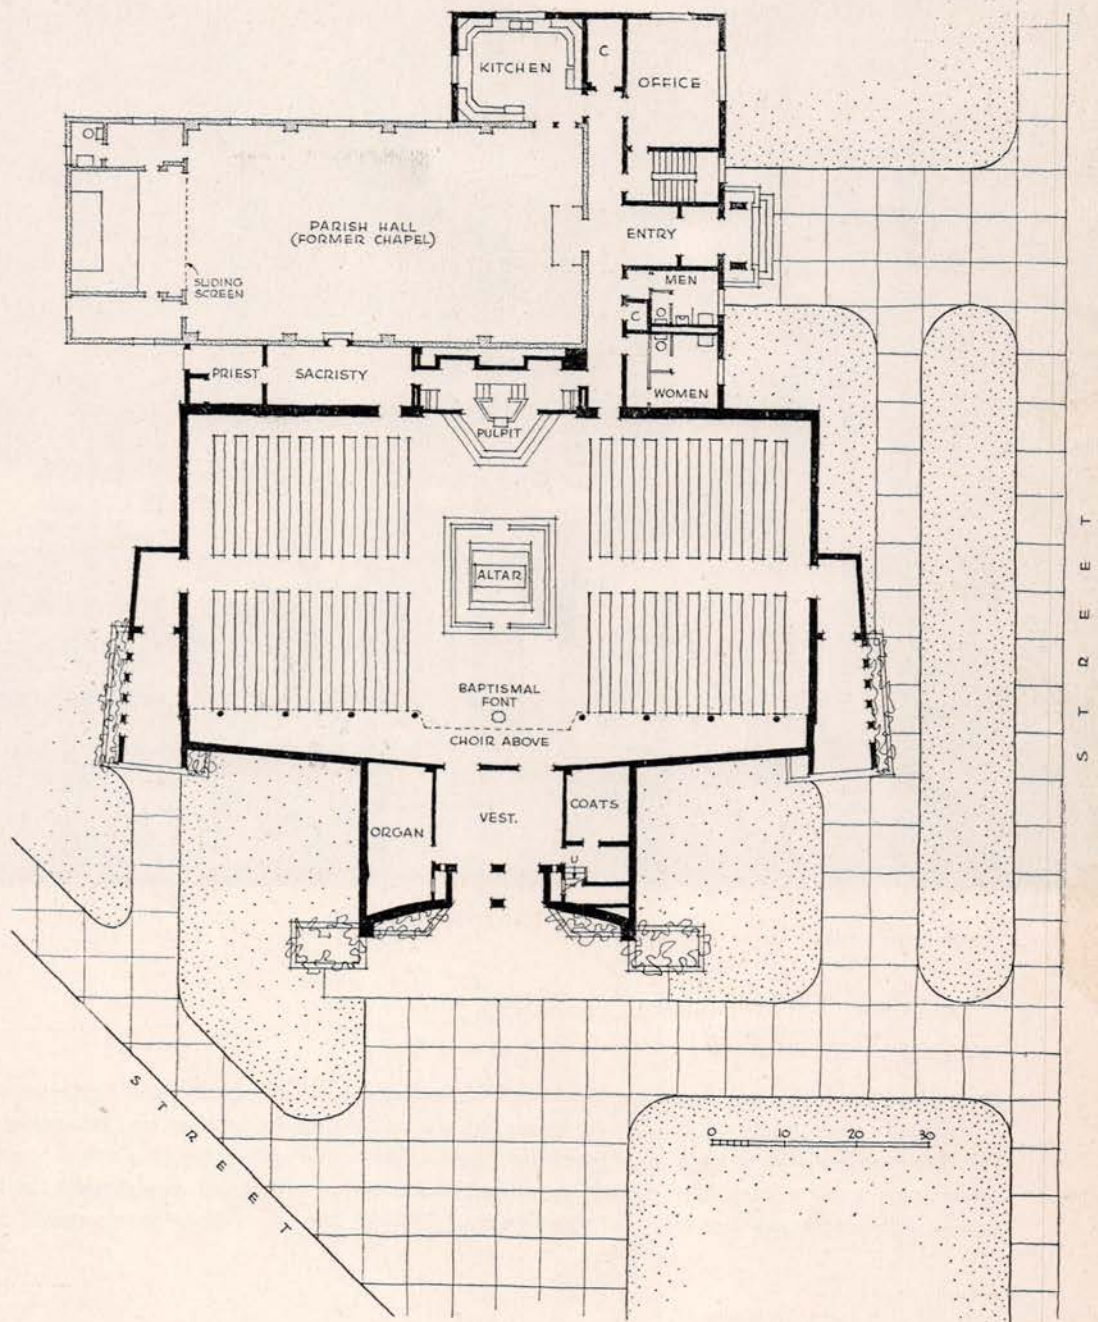 KITCHEN
C
OFFICE
PARISH HALL
(FORMER CHAPEL)
SLIDING
SCREEN
ENTRY
MEN
C
PRIEST
SACRISTY
WOMEN
PULPIT
ALTAR
BAPTISMAL
FONT
CHOIR ABOVE
ORGAN
VEST.
COATS
U
STREET
STREET
0 10 20 30